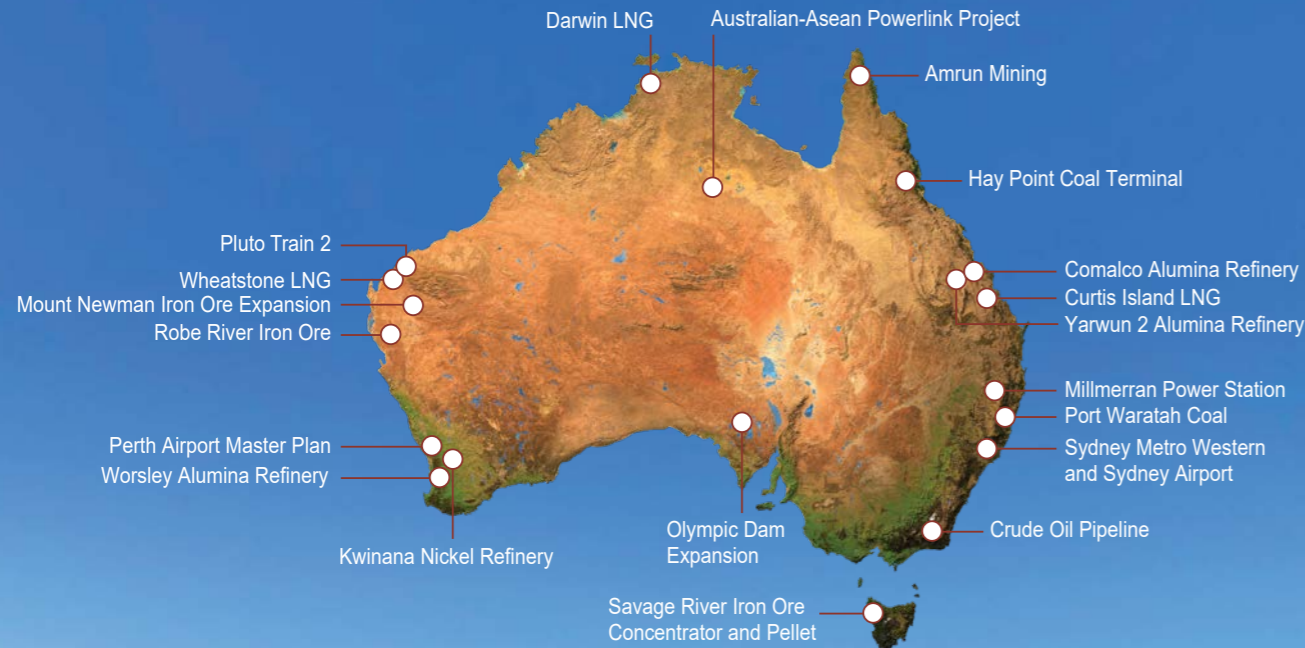 Darwin LNG
Australian-Asean Powerlink Project
Amrun Mining
Hay Point Coal Terminal
Pluto Train 2
Wheatstone LNG
Mount Newman Iron Ore Expansion
Robe River Iron Ore
Comalco Alumina Refinery
Curtis Island LNG
Yarwun 2 Alumina Refinery
Millmerran Power Station
Port Waratah Coal
Sydney Metro Western
and Sydney Airport
Perth Airport Master Plan
Worsley Alumina Refinery
Kwinana Nickel Refinery
Olympic Dam
Expansion
Crude Oil Pipeline
Savage River Iron Ore
Concentrator and Pellet